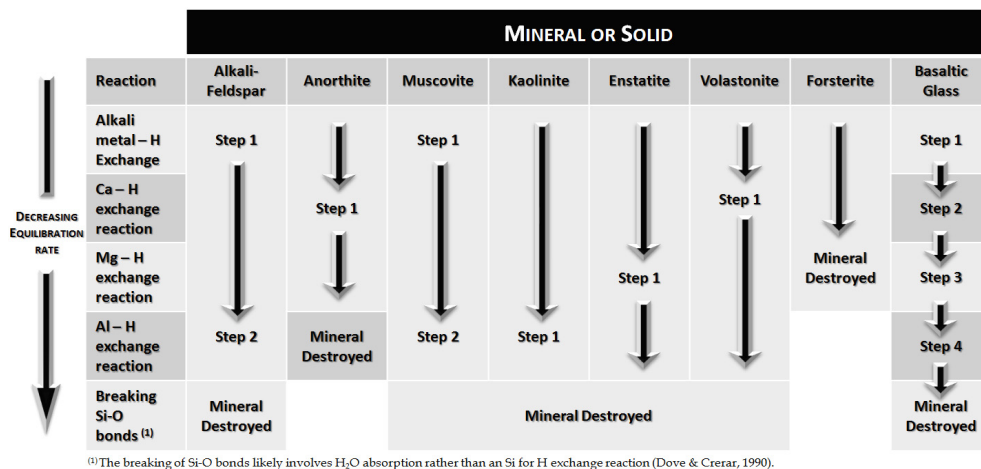 MINERAL OR SOLID
Reaction
Alkali-
Feldspar
Anorthite
Muscovite
Kaolinite
Enstatite
Volastonite
Forsterite
Basaltic
Glass
DECREASING
EQUILIBRATION
RATE
Alkali
metal – H
Exchange
Step 1
Step 1
Step 1
Ca – H
exchange
reaction
Step 1
Step 1
Step 2
Mg – H
exchange
reaction
Step 1
Mineral
Destroyed
Step 3
Al – H
exchange
reaction
Step 2
Mineral
Destroyed
Step 2
Step 1
Step 4
Breaking
Si-O
bonds (1)
Mineral
Destroyed
Mineral Destroyed
Mineral
Destroyed
(1) The breaking of Si-O bonds likely involves H₂O absorption rather than an Si for H exchange reaction (Dove & Crerar, 1990).